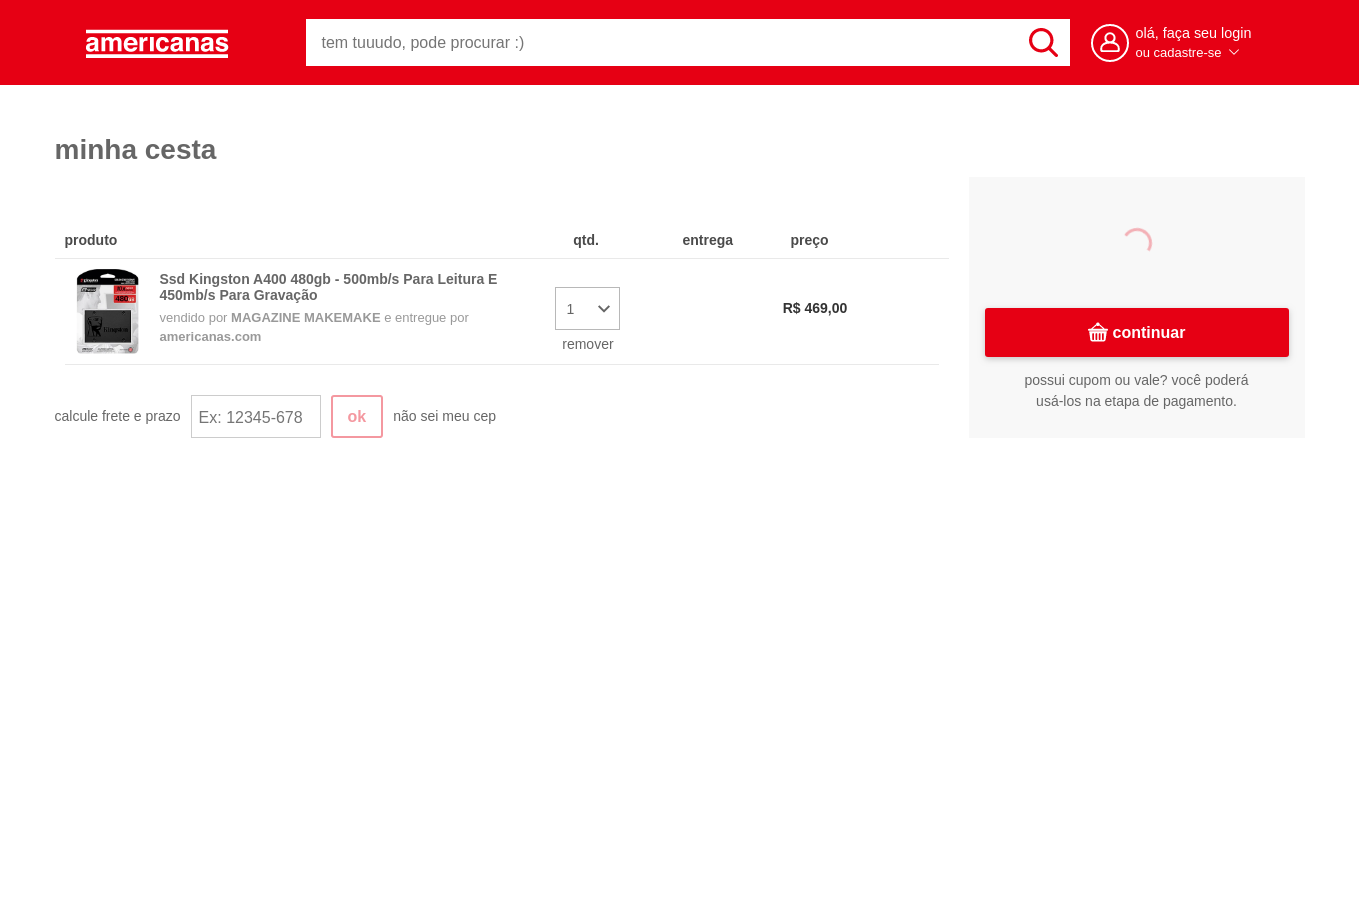 americanas
tem tuuudo, pode procurar :)
olá, faça seu login
ou cadastre-se
minha cesta
produto qtd. entrega preço
Ssd Kingston A400 480gb - 500mb/s Para Leitura E
450mb/s Para Gravação
vendido por MAGAZINE MAKEMAKE e entregue por
americanas.com
1
remover
R$ 469,00
calcule frete e prazo Ex: 12345-678 ok não sei meu cep
continuar
possui cupom ou vale? você poderá
usá-los na etapa de pagamento.